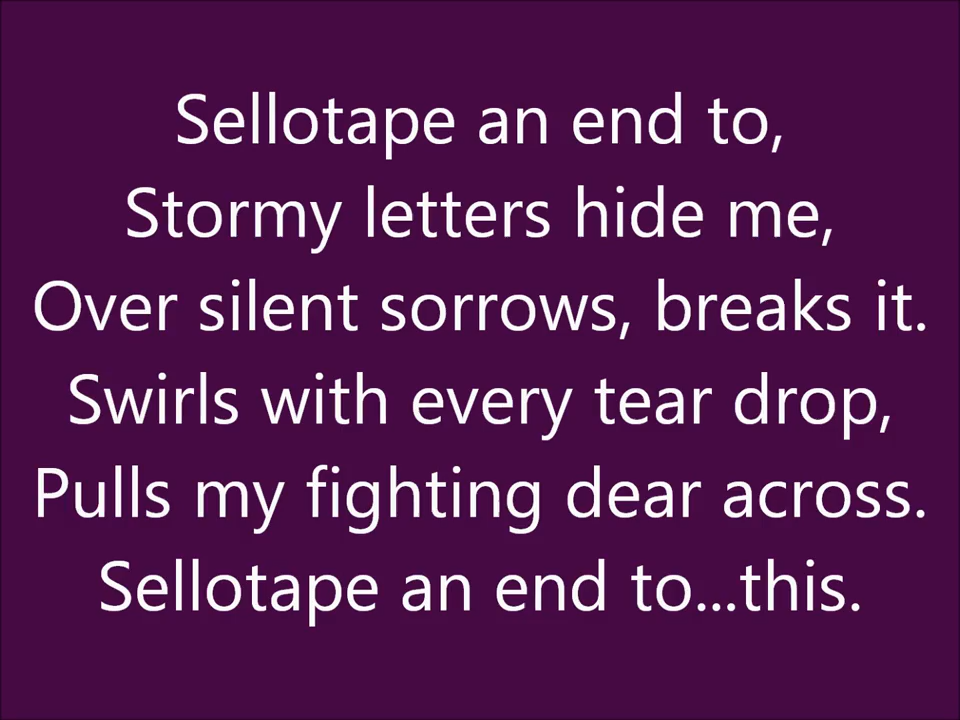 Sellotape an end to,
Stormy letters hide me,
Over silent sorrows, breaks it.
Swirls with every tear drop,
Pulls my fighting dear across.
Sellotape an end to...this.